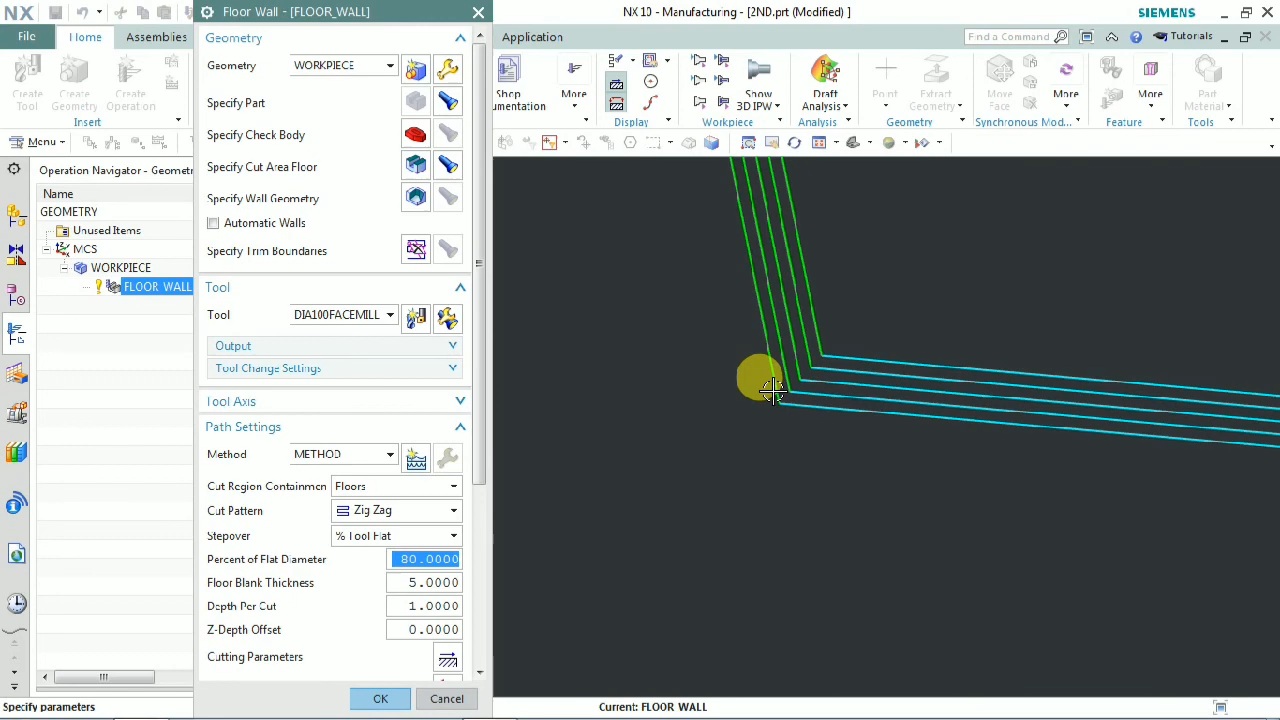 NX
Floor Wall - [FLOOR_WALL]
NX 10 - Manufacturing - [2ND.prt (Modified) ]
SIEMENS
File
Home
Assemblies
Application
Find a Command
Tutorials
Create
Tool
Create
Geometry
Create
Operation
Insert
Shop
umentation
More
Display
Show
3D IPW
Workpiece
Draft
Analysis
Analysis
Point
Extract
Geometry
Geometry
More
Face
More
Synchronous Mod...
More
Feature
Part
Material
Tools
Menu
Operation Navigator - Geometr
Name
GEOMETRY
Unused Items
MCS
WORKPIECE
FLOOR WALL
Geometry
Geometry WORKPIECE
Specify Part
Specify Check Body
Specify Cut Area Floor
Specify Wall Geometry
Automatic Walls
Specify Trim Boundaries
Tool
Tool DIA100FACEMILL
Output
Tool Change Settings
Tool Axis
Path Settings
Method METHOD
Cut Region Containmen Floors
Cut Pattern Zig Zag
Stepover % Tool Flat
Percent of Flat Diameter 80.0000
Floor Blank Thickness 5.0000
Depth Per Cut 1.0000
Z-Depth Offset 0.0000
Cutting Parameters
OK Cancel
Specify parameters
Current: FLOOR WALL